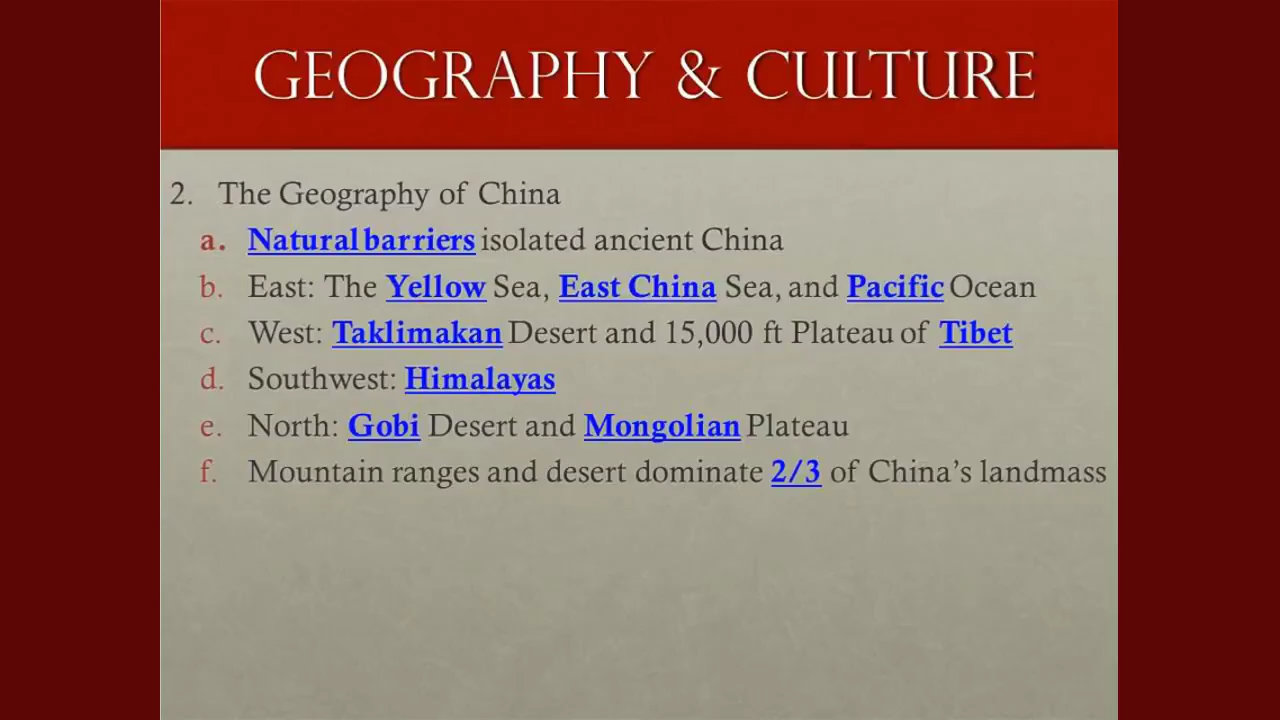 GEOGRAPHY & CULTURE
2. The Geography of China
a. Natural barriers isolated ancient China
b. East: The Yellow Sea, East China Sea, and Pacific Ocean
c. West: Taklimakan Desert and 15,000 ft Plateau of Tibet
d. Southwest: Himalayas
e. North: Gobi Desert and Mongolian Plateau
f. Mountain ranges and desert dominate 2/3 of China's landmass